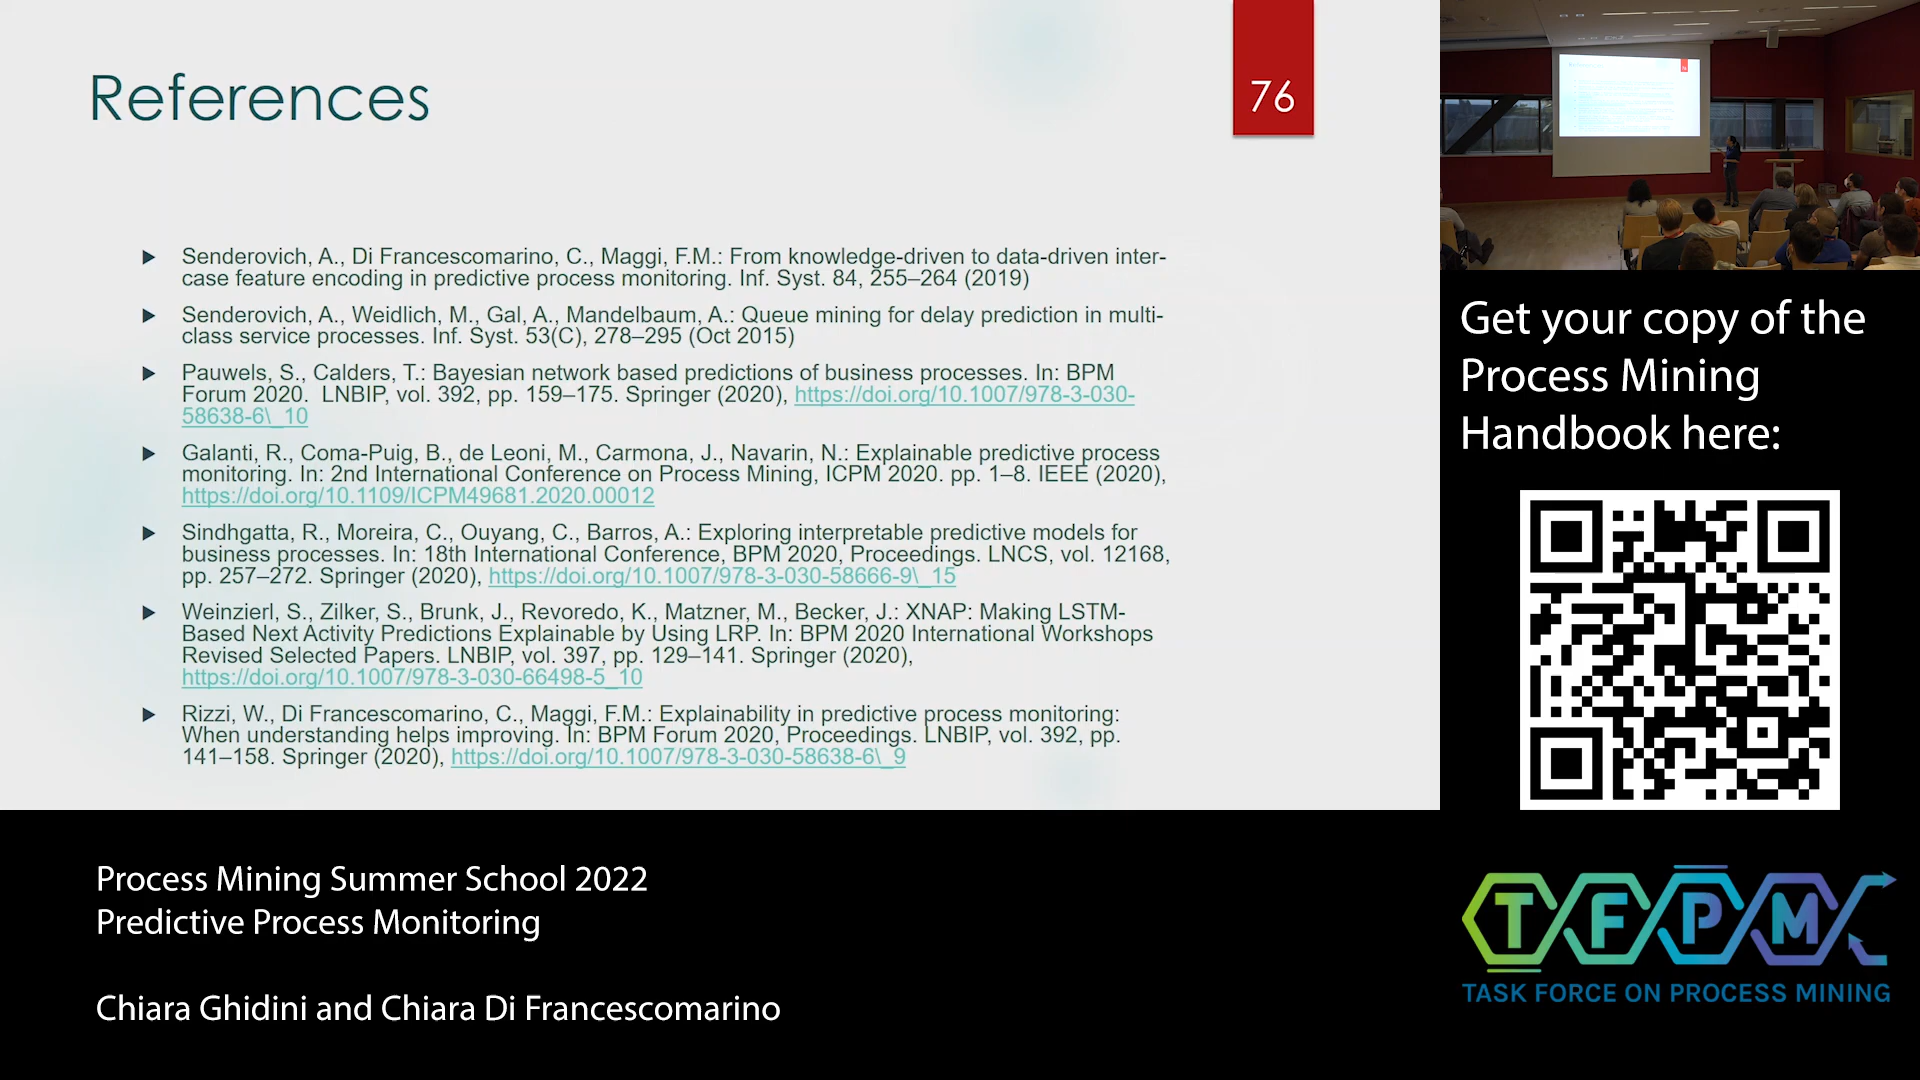 References
76
Senderovich, A., Di Francescomarino, C., Maggi, F.M.: From knowledge-driven to data-driven inter-
case feature encoding in predictive process monitoring. Inf. Syst. 84, 255–264 (2019)
Senderovich, A., Weidlich, M., Gal, A., Mandelbaum, A.: Queue mining for delay prediction in multi-
class service processes. Inf. Syst. 53(C), 278–295 (Oct 2015)
Pauwels, S., Calders, T.: Bayesian network based predictions of business processes. In: BPM
Forum 2020. LNBIP, vol. 392, pp. 159–175. Springer (2020), https://doi.org/10.1007/978-3-030-
58638-6\_10
Galanti, R., Coma-Puig, B., de Leoni, M., Carmona, J., Navarin, N.: Explainable predictive process
monitoring. In: 2nd International Conference on Process Mining, ICPM 2020. pp. 1–8. IEEE (2020),
https://doi.org/10.1109/ICPM49681.2020.00012
Sindhgatta, R., Moreira, C., Ouyang, C., Barros, A.: Exploring interpretable predictive models for
business processes. In: 18th International Conference, BPM 2020, Proceedings. LNCS, vol. 12168,
pp. 257–272. Springer (2020), https://doi.org/10.1007/978-3-030-58666-9\_15
Weinzierl, S., Zilker, S., Brunk, J., Revoredo, K., Matzner, M., Becker, J.: XNAP: Making LSTM-
Based Next Activity Predictions Explainable by Using LRP. In: BPM 2020 International Workshops
Revised Selected Papers. LNBIP, vol. 397, pp. 129–141. Springer (2020),
https://doi.org/10.1007/978-3-030-66498-5_10
Rizzi, W., Di Francescomarino, C., Maggi, F.M.: Explainability in predictive process monitoring:
When understanding helps improving. In: BPM Forum 2020, Proceedings. LNBIP, vol. 392, pp.
141–158. Springer (2020), https://doi.org/10.1007/978-3-030-58638-6\_9
Get your copy of the
Process Mining
Handbook here:
Process Mining Summer School 2022
Predictive Process Monitoring
Chiara Ghidini and Chiara Di Francescomarino
TFPM
TASK FORCE ON PROCESS MINING